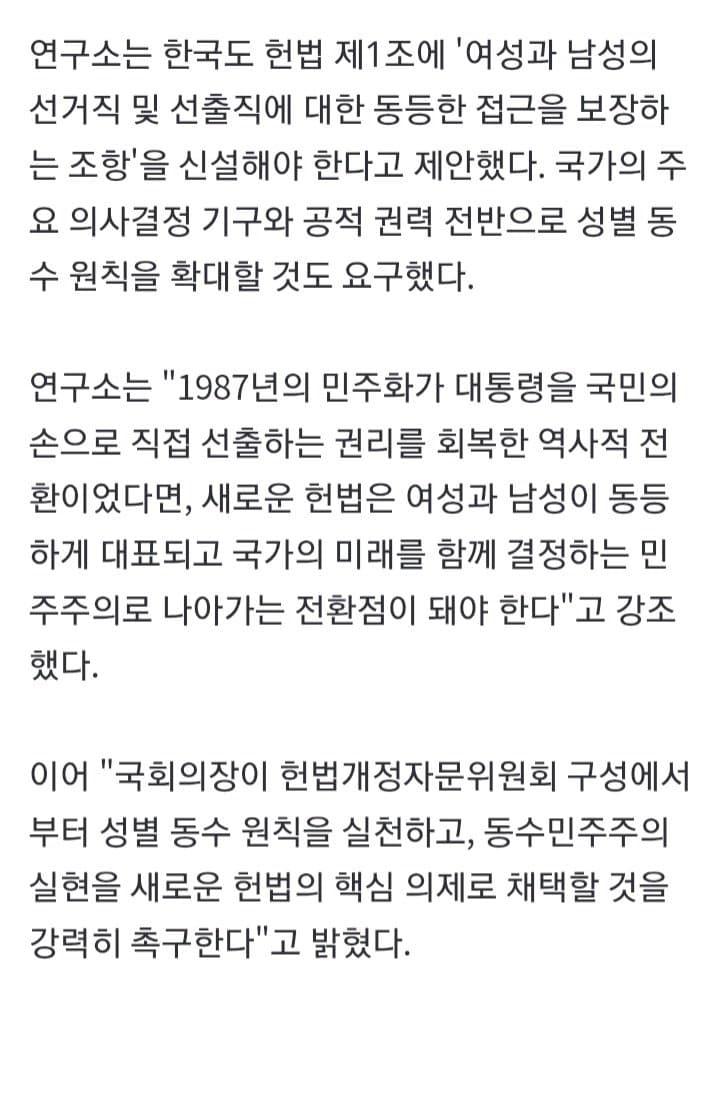 연구소는 한국도 헌법 제1조에 '여성과 남성의
선거직 및 선출직에 대한 동등한 접근을 보장하
는 조항'을 신설해야 한다고 제안했다. 국가의 주
요 의사결정 기구와 공적 권력 전반으로 성별 동
수 원칙을 확대할 것도 요구했다.
연구소는 "1987년의 민주화가 대통령을 국민의
손으로 직접 선출하는 권리를 회복한 역사적 전
환이었다면, 새로운 헌법은 여성과 남성이 동등
하게 대표되고 국가의 미래를 함께 결정하는 민
주주의로 나아가는 전환점이 돼야 한다"고 강조
했다.
이어 "국회의장이 헌법개정자문위원회 구성에서
부터 성별 동수 원칙을 실천하고, 동수민주주의
실현을 새로운 헌법의 핵심 의제로 채택할 것을
강력히 촉구한다"고 밝혔다.